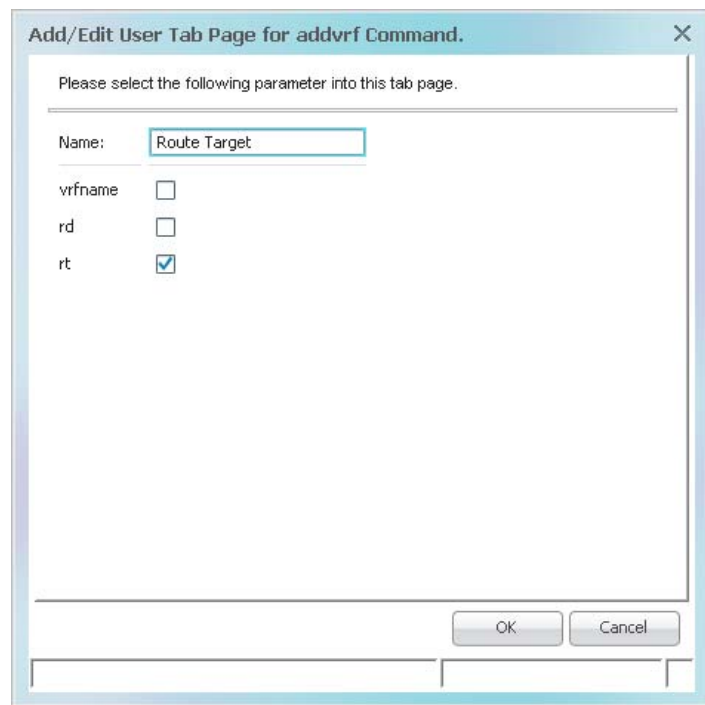 Add/Edit User Tab Page for addvrf Command.
Please select the following parameter into this tab page.
Name: Route Target
vrfname
rd
rt
OK Cancel